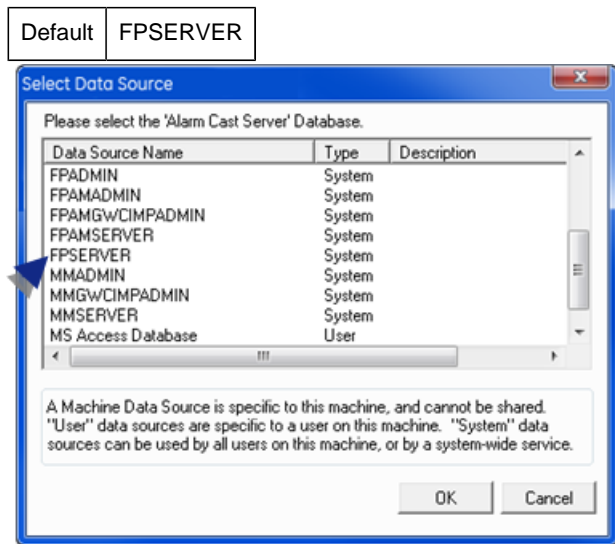 Default FPSERVER
Select Data Source
Please select the 'Alarm Cast Server' Database.
Data Source Name Type Description
FPADMIN System
FPAMADMIN System
FPAMGWCIMPADMIN System
FPAMSERVER System
FPSERVER System
MMADMIN System
MMGWCIMPADMIN System
MMSERVER System
MS Access Database User
A Machine Data Source is specific to this machine, and cannot be shared.
"User" data sources are specific to a user on this machine. "System" data
sources can be used by all users on this machine, or by a system-wide service.
OK Cancel